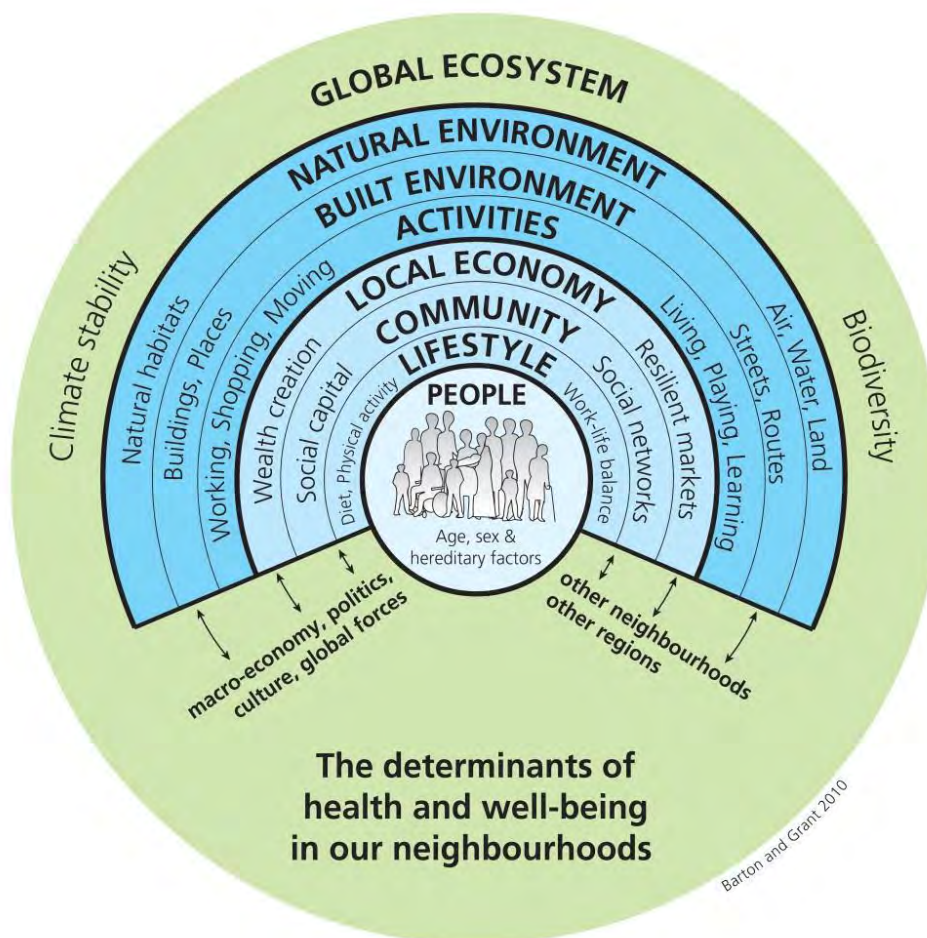 GLOBAL ECOSYSTEM
NATURAL ENVIRONMENT
BUILT ENVIRONMENT
ACTIVITIES
LOCAL ECONOMY
COMMUNITY
LIFESTYLE
PEOPLE
Age, sex &
hereditary factors
Climate stability
Natural habitats
Buildings, Places
Working, Shopping, Moving
Wealth creation
Social capital
Diet, Physical activity
Work-life balance
Social networks
Resilient markets
Living, Playing, Learning
Streets, Routes
Air, Water, Land
Biodiversity
macro-economy, politics,
culture, global forces
other neighbourhoods
other regions
The determinants of
health and well-being
in our neighbourhoods
Barton and Grant 2010